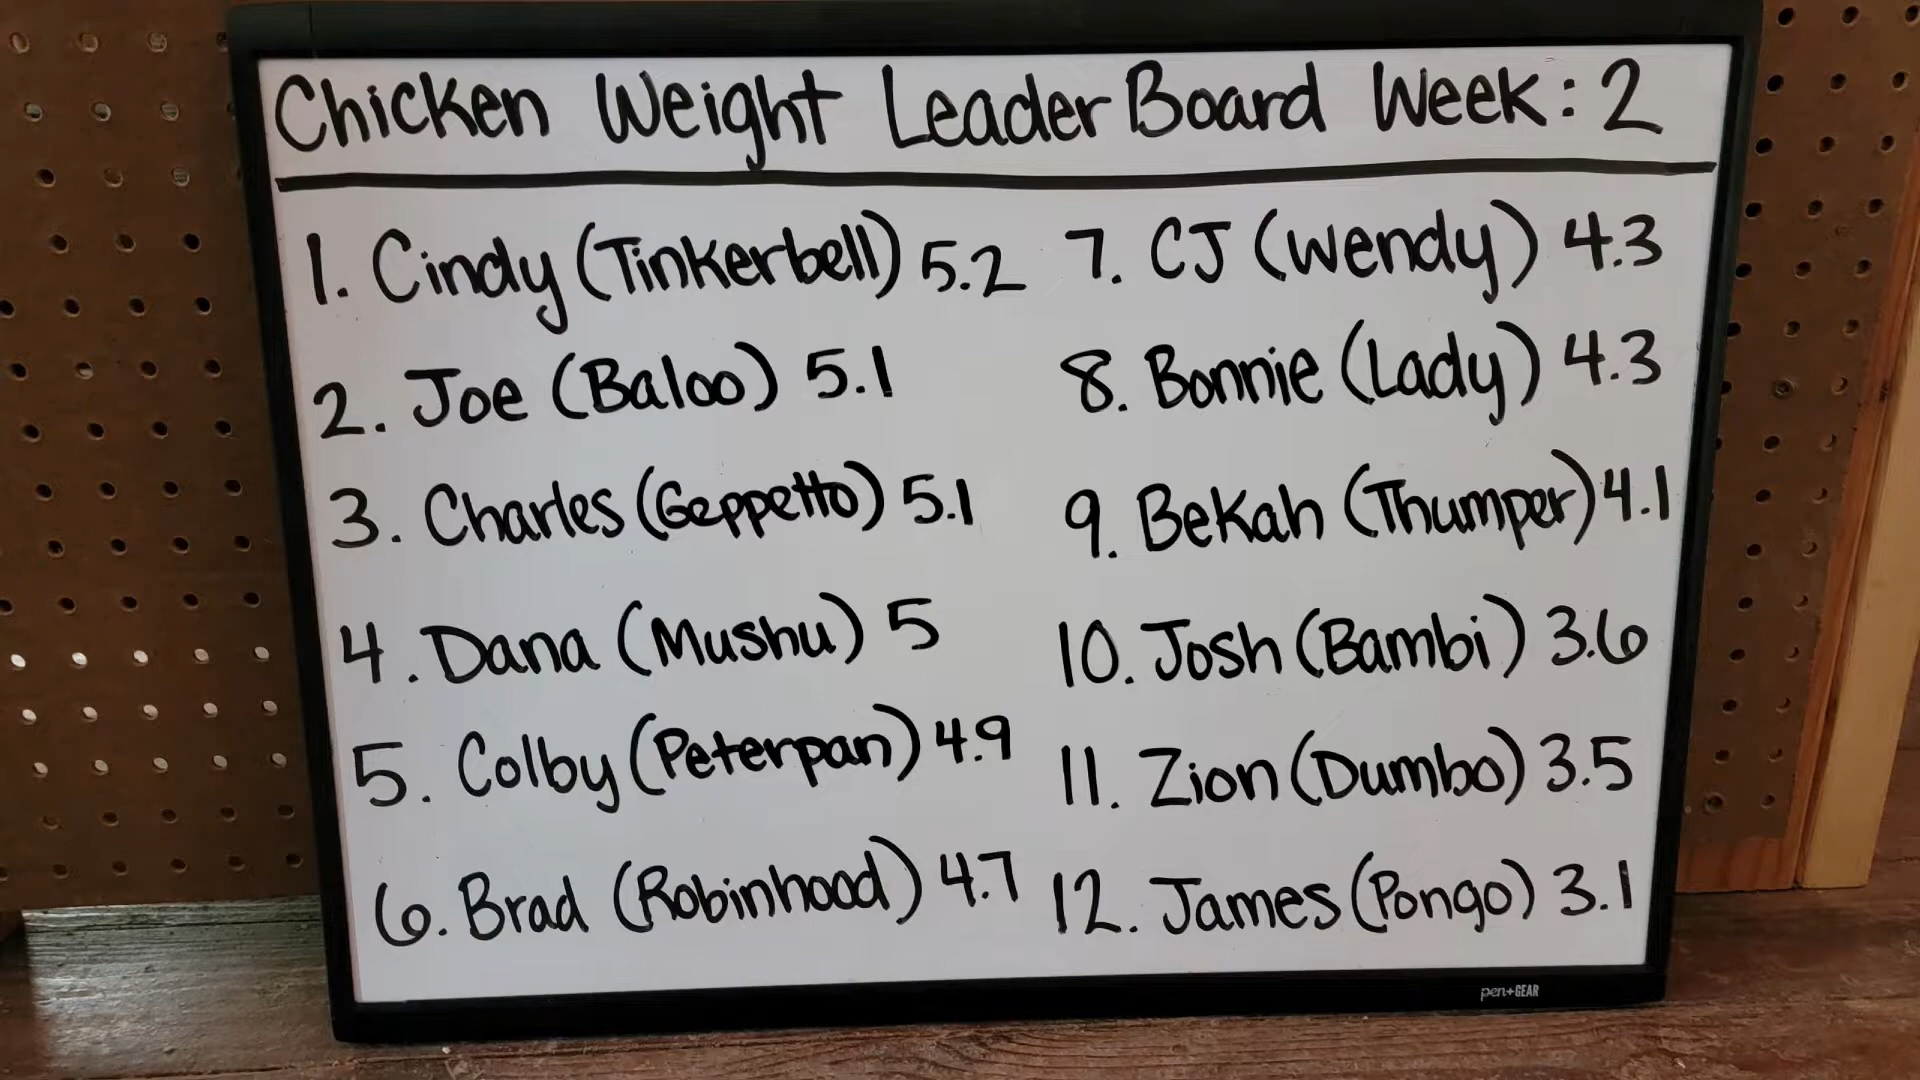 Chicken Weight Leader Board Week: 2
1. Cindy (Tinkerbell) 5.2
2. Joe (Baloo) 5.1
3. Charles (Geppetto) 5.1
4. Dana (Mushu) 5
5. Colby (Peterpan) 4.9
6. Brad (Robinhood) 4.7
7. CJ (Wendy) 4.3
8. Bonnie (Lady) 4.3
9. Bekah (Thumper) 4.1
10. Josh (Bambi) 3.6
11. Zion (Dumbo) 3.5
12. James (Pongo) 3.1
pen+GEAR